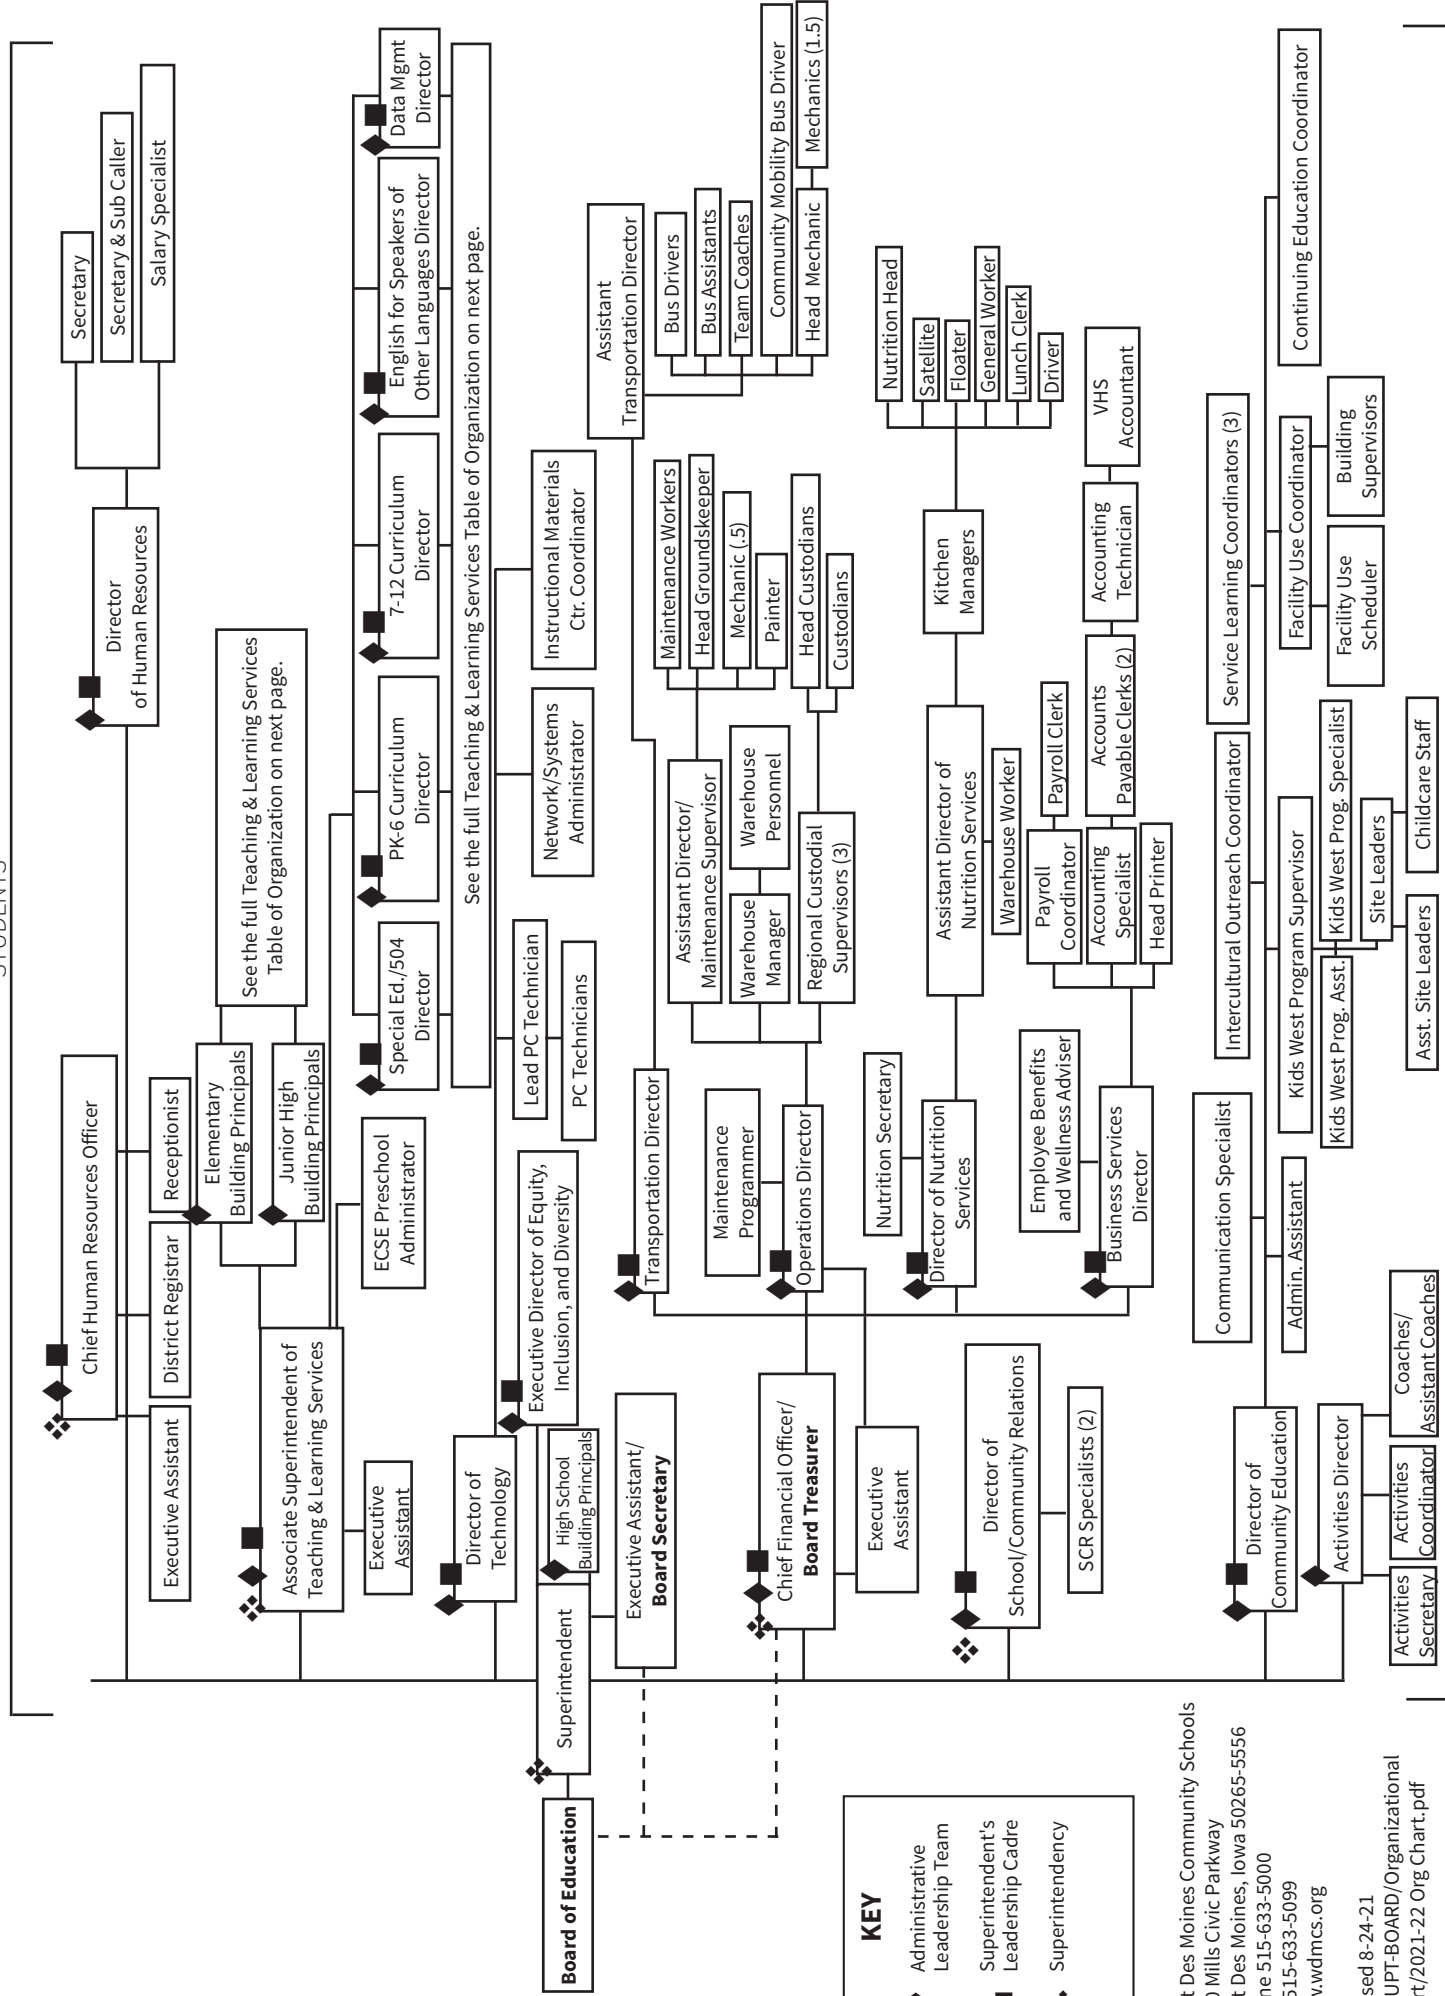 STUDENTS
Chief Human Resources Officer
Executive Assistant
District Registrar
Receptionist
Director
of Human Resources
Secretary
Secretary & Sub Caller
Salary Specialist
Associate Superintendent of
Teaching & Learning Services
Executive
Assistant
Elementary
Building Principals
Junior High
Building Principals
See the full Teaching & Learning Services
Table of Organization on next page.
ECSE Preschool
Administrator
Special Ed./504
Director
PK-6 Curriculum
Director
7-12 Curriculum
Director
English for Speakers of
Other Languages Director
Data Mgmt
Director
See the full Teaching & Learning Services Table of Organization on next page.
Director of
Technology
Lead PC Technician
PC Technicians
Network/Systems
Administrator
Instructional Materials
Ctr. Coordinator
Executive Director of Equity,
Inclusion, and Diversity
High School
Building Principals
Board of Education
Superintendent
Executive Assistant/
Board Secretary
Chief Financial Officer/
Board Treasurer
Executive
Assistant
Transportation Director
Assistant
Transportation Director
Bus Drivers
Bus Assistants
Team Coaches
Community Mobility Bus Driver
Head Mechanic
Mechanics (1.5)
Maintenance
Programmer
Operations Director
Assistant Director/
Maintenance Supervisor
Maintenance Workers
Head Groundskeeper
Mechanic (.5)
Painter
Warehouse
Manager
Warehouse
Personnel
Regional Custodial
Supervisors (3)
Head Custodians
Custodians
Nutrition Secretary
Director of Nutrition
Services
Assistant Director of
Nutrition Services
Warehouse Worker
Kitchen
Managers
Nutrition Head
Satellite
Floater
General Worker
Lunch Clerk
Driver
Employee Benefits
and Wellness Adviser
Business Services
Director
Payroll
Coordinator
Payroll Clerk
Accounting
Specialist
Accounts
Payable Clerks (2)
Accounting
Technician
VHS
Accountant
Head Printer
Director of
School/Community Relations
SCR Specialists (2)
Director of
Community Education
Communication Specialist
Admin. Assistant
Intercultural Outreach Coordinator
Kids West Program Supervisor
Kids West Prog. Asst.
Kids West Prog. Specialist
Site Leaders
Asst. Site Leaders
Childcare Staff
Service Learning Coordinators (3)
Facility Use Coordinator
Facility Use
Scheduler
Building
Supervisors
Continuing Education Coordinator
Activities Director
Activities
Secretary
Activities
Coordinator
Coaches/
Assistant Coaches
KEY
Administrative
Leadership Team
Superintendent's
Leadership Cadre
Superintendency
Des Moines Community Schools
Mills Civic Parkway
Des Moines, Iowa 50265-5556
515-633-5000
515-633-5099
.wdmcs.org
8-24-21
UPT-BOARD/Organizational
/2021-22 Org Chart.pdf